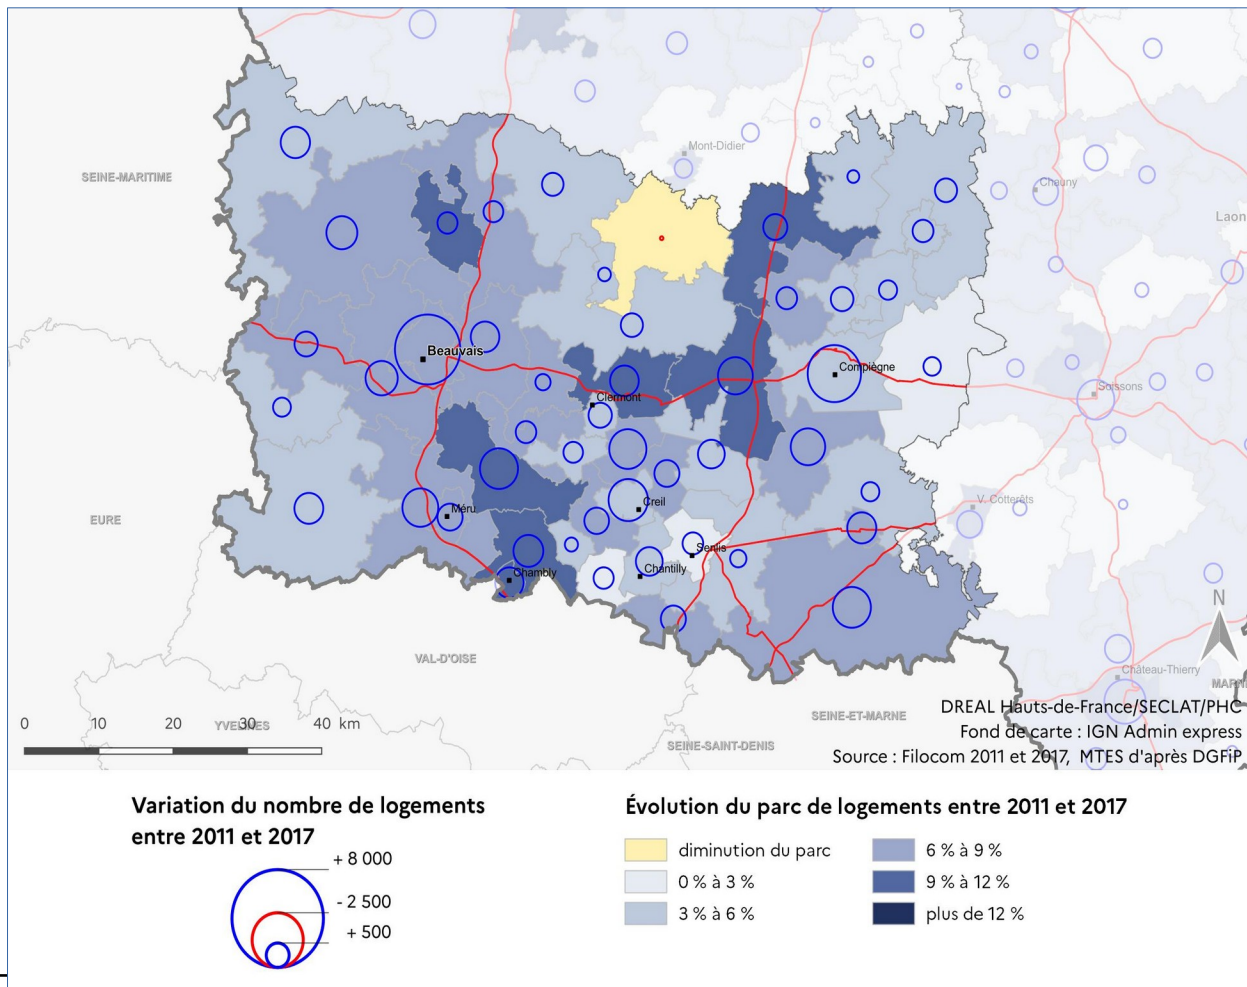 Mont-Didier
SEINE-MARITIME
Chauny
Laon
Beauvais
Compiègne
Soissons
Clermont
EURE
Méru
Creil
V. Cotterêts
Senlis
Chambly
Chantilly
N
VAL-D'OISE
Château-Thierry
MARN
YVELINES
SEINE-ET-MARNE
SEINE-SAINT-DENIS
0 10 20 30 40 km
DREAL Hauts-de-France/SECLAT/PHC
Fond de carte : IGN Admin express
Source : Filocom 2011 et 2017, MTES d'après DGFiP
Variation du nombre de logements
entre 2011 et 2017
+ 8 000
- 2 500
+ 500
Évolution du parc de logements entre 2011 et 2017
diminution du parc
0 % à 3 %
3 % à 6 %
6 % à 9 %
9 % à 12 %
plus de 12 %